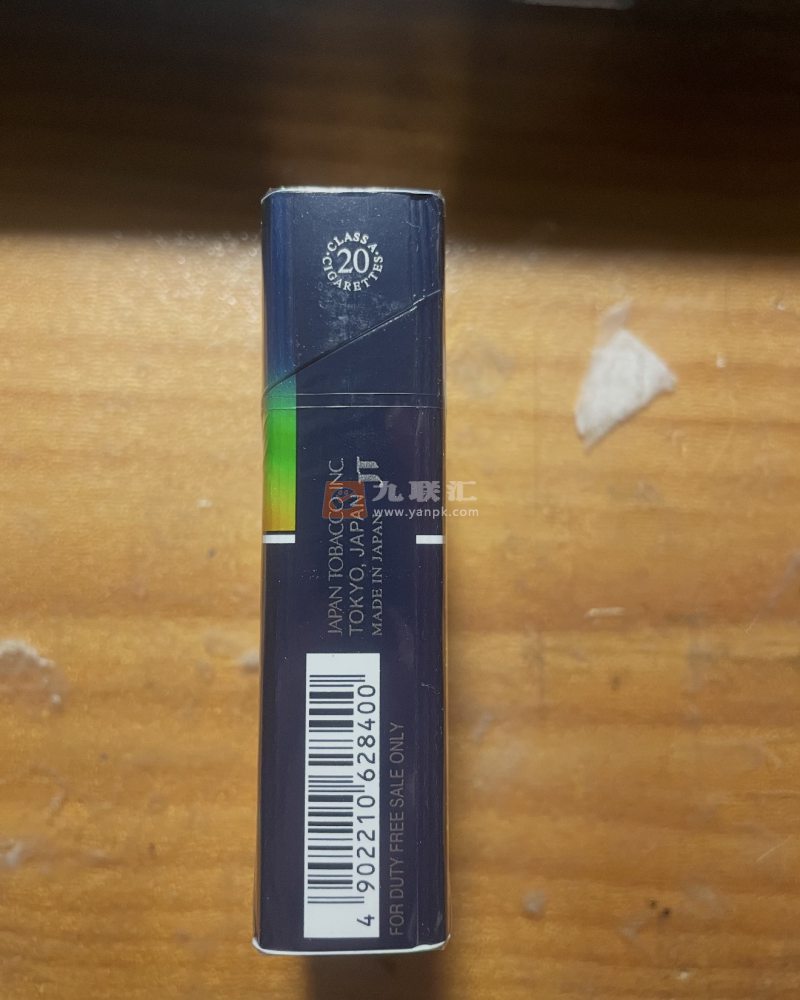 ·CLASS A·
20
CIGARETTES
JAPAN TOBACCO INC.
TOKYO, JAPAN
MADE IN JAPAN
JT
九联汇
www.yanpk.com
4 902210 628400
FOR DUTY FREE SALE ONLY